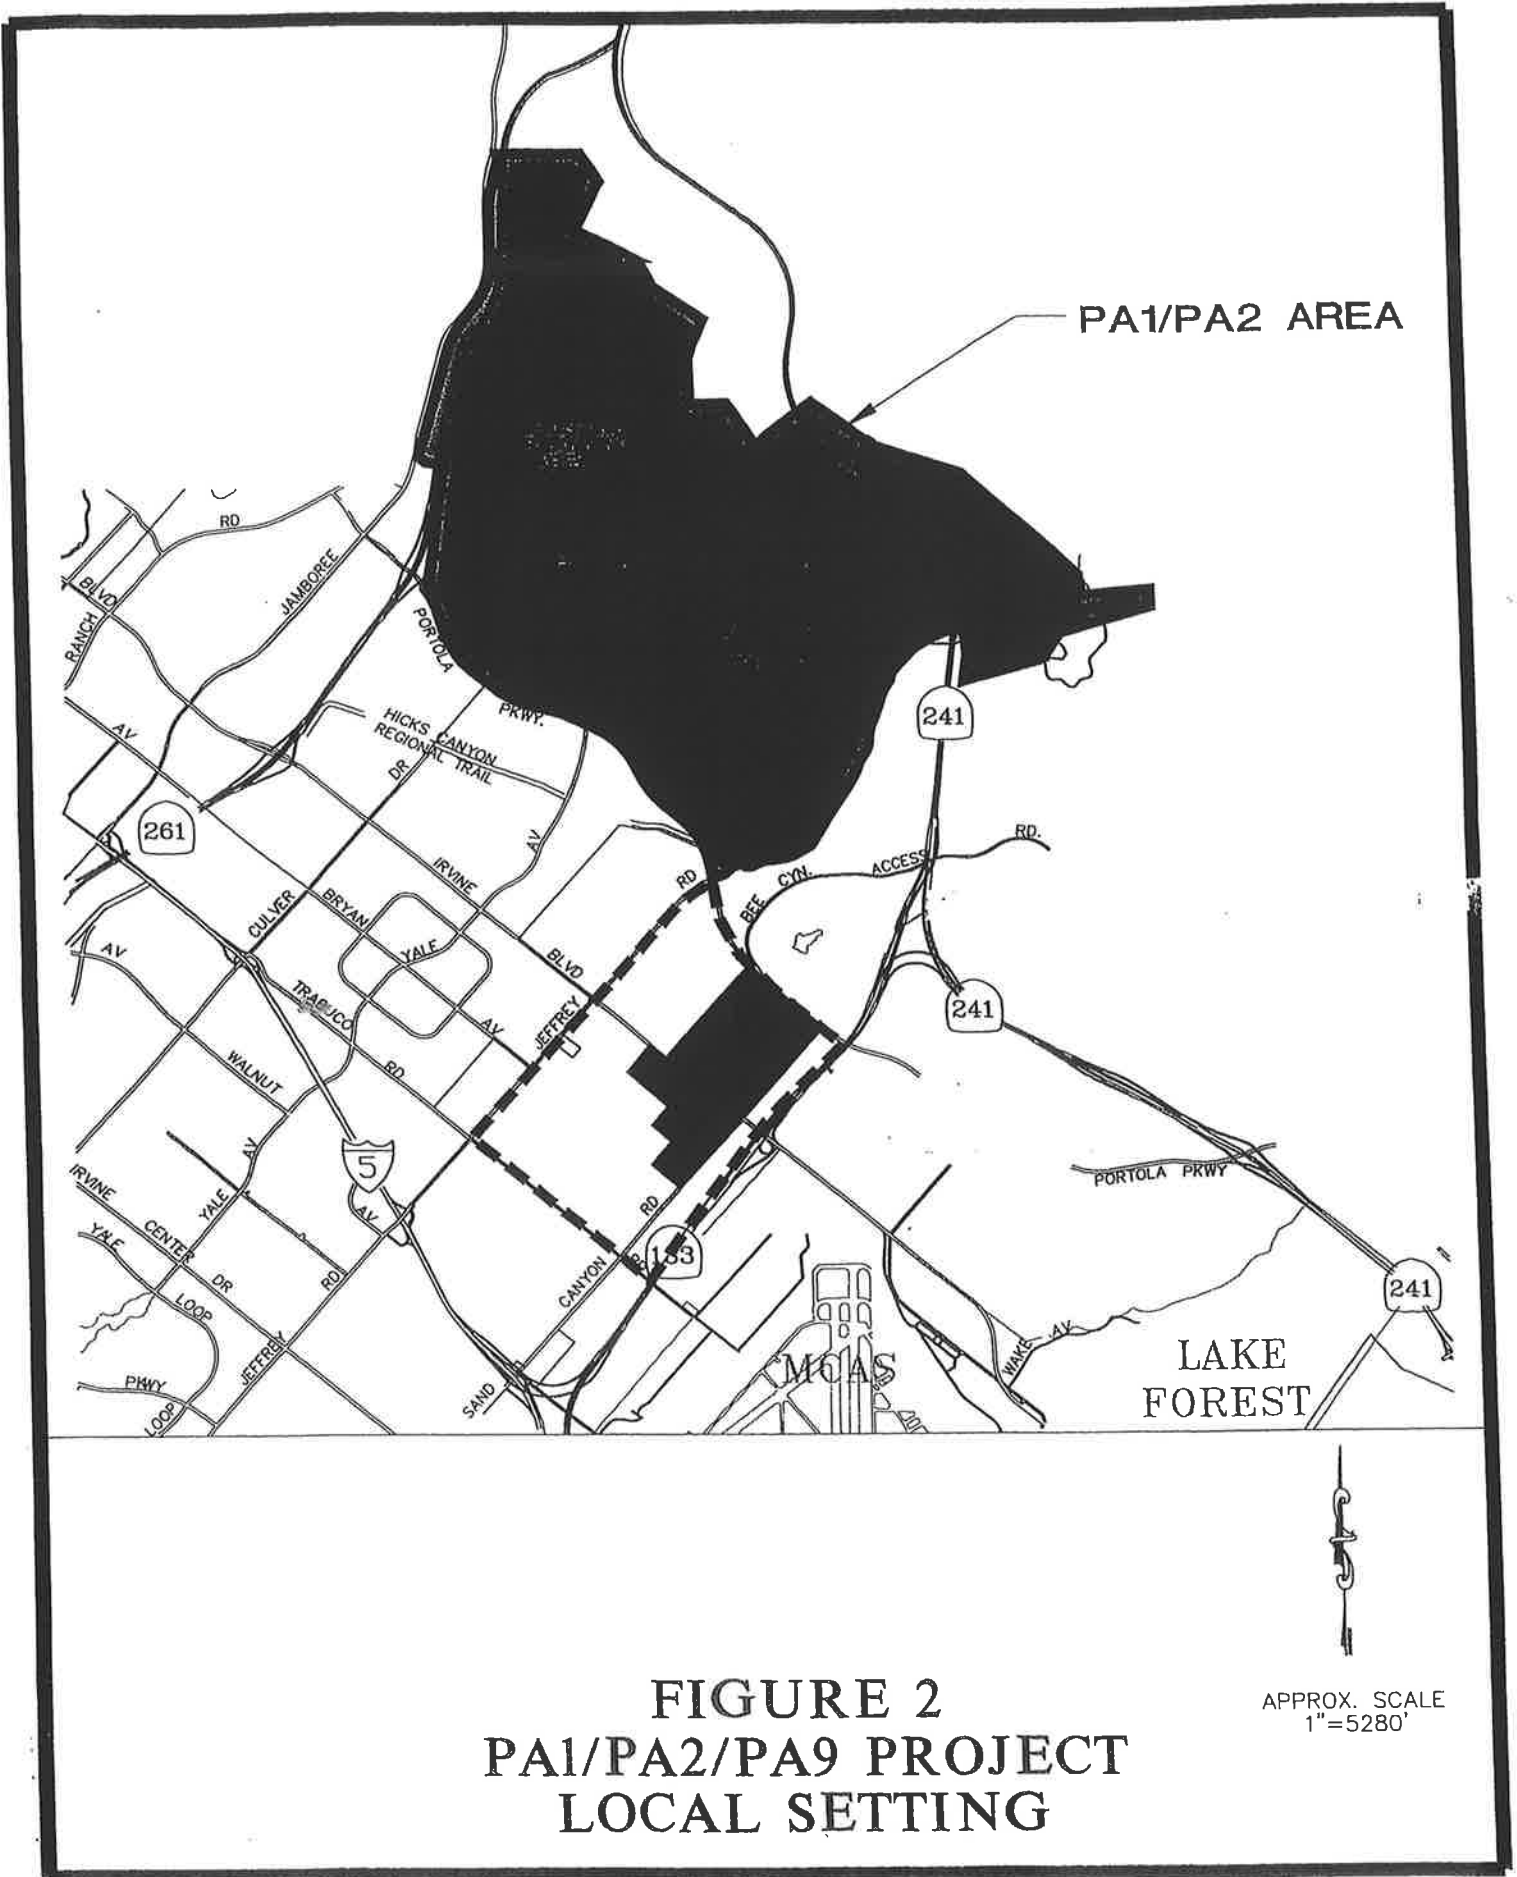 PA1/PA2 AREA
RD
JAMBOREE
BLVD
RANCH
PORTOLA
PKWY.
241
HICKS CANYON
REGIONAL TRAIL
DR
AV
261
AV
RD.
ACCESS
CYN.
BEE
RD
IRVINE
BRYAN
CULVER
YALE
BLVD
AV
TRABUCO
JEFFREY
AV
241
RD
WALNUT
5
AV
PORTOLA PKWY
IRVINE
YALE
AV
RD
CENTER
YALE
133
RD
DR
RD
CANYON
241
LOOP
JEFFREY
WAKE AV
LAKE
FOREST
MCAS
PKWY
LOOP
SAND
APPROX. SCALE
1"=5280'
FIGURE 2
PA1/PA2/PA9 PROJECT
LOCAL SETTING